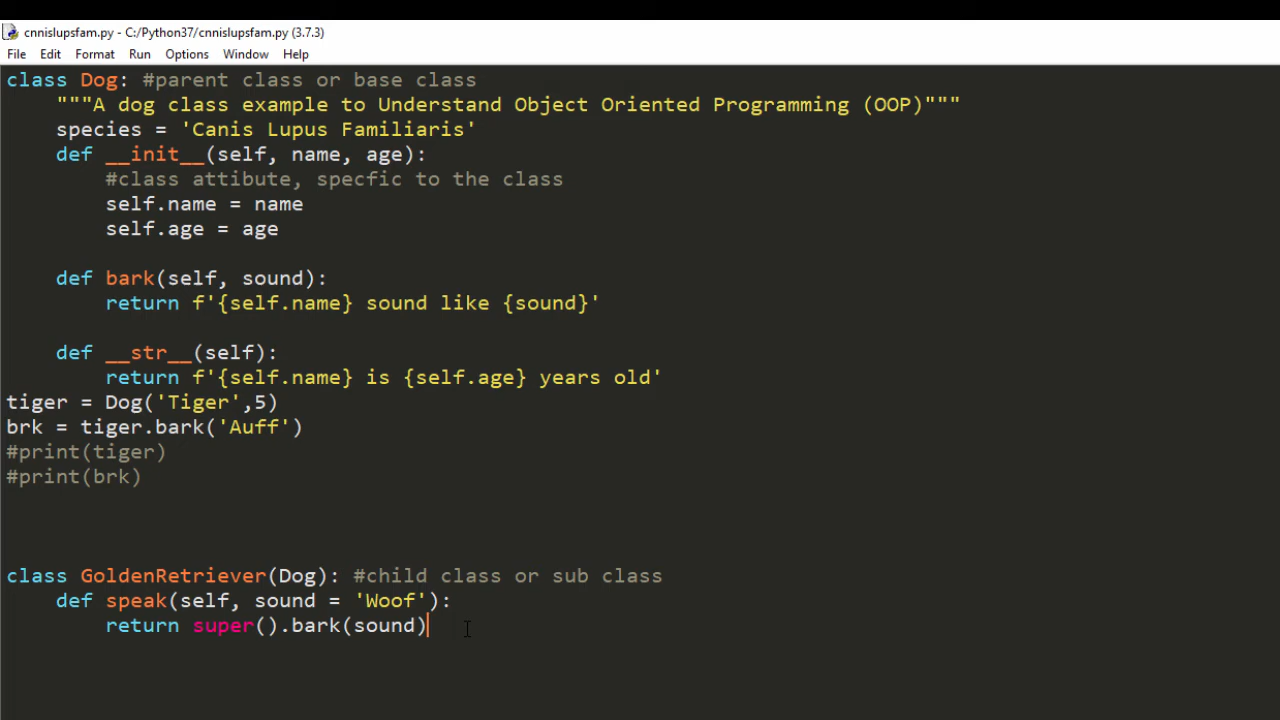 cnnislupsfam.py - C:/Python37/cnnislupsfam.py (3.7.3)
File Edit Format Run Options Window Help
class Dog: #parent class or base class
    """A dog class example to Understand Object Oriented Programming (OOP)"""
    species = 'Canis Lupus Familiaris'
    def __init__(self, name, age):
        #class attibute, specfic to the class
        self.name = name
        self.age = age
    def bark(self, sound):
        return f'{self.name} sound like {sound}'
    def __str__(self):
        return f'{self.name} is {self.age} years old'
tiger = Dog('Tiger',5)
brk = tiger.bark('Auff')
#print(tiger)
#print(brk)
class GoldenRetriever(Dog): #child class or sub class
    def speak(self, sound = 'Woof'):
        return super().bark(sound)